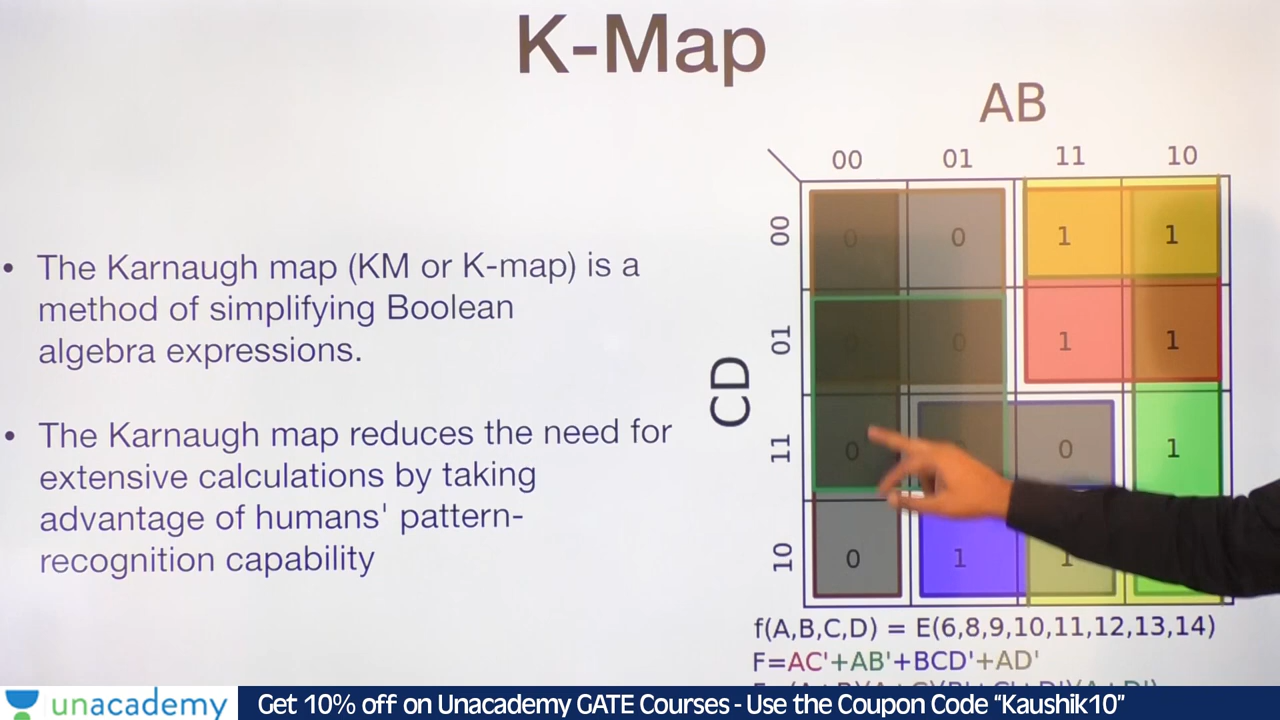 K-Map
AB
00 01 11 10
• The Karnaugh map (KM or K-map) is a
method of simplifying Boolean
algebra expressions.
• The Karnaugh map reduces the need for
extensive calculations by taking
advantage of humans' pattern-
recognition capability
CD
00 0 0 1 1
01 0 0 1 1
11 0 0 1
10 0 1 1
f(A,B,C,D) = E(6,8,9,10,11,12,13,14)
F=AC'+AB'+BCD'+AD'
unacademy
Get 10% off on Unacademy GATE Courses - Use the Coupon Code “Kaushik10”